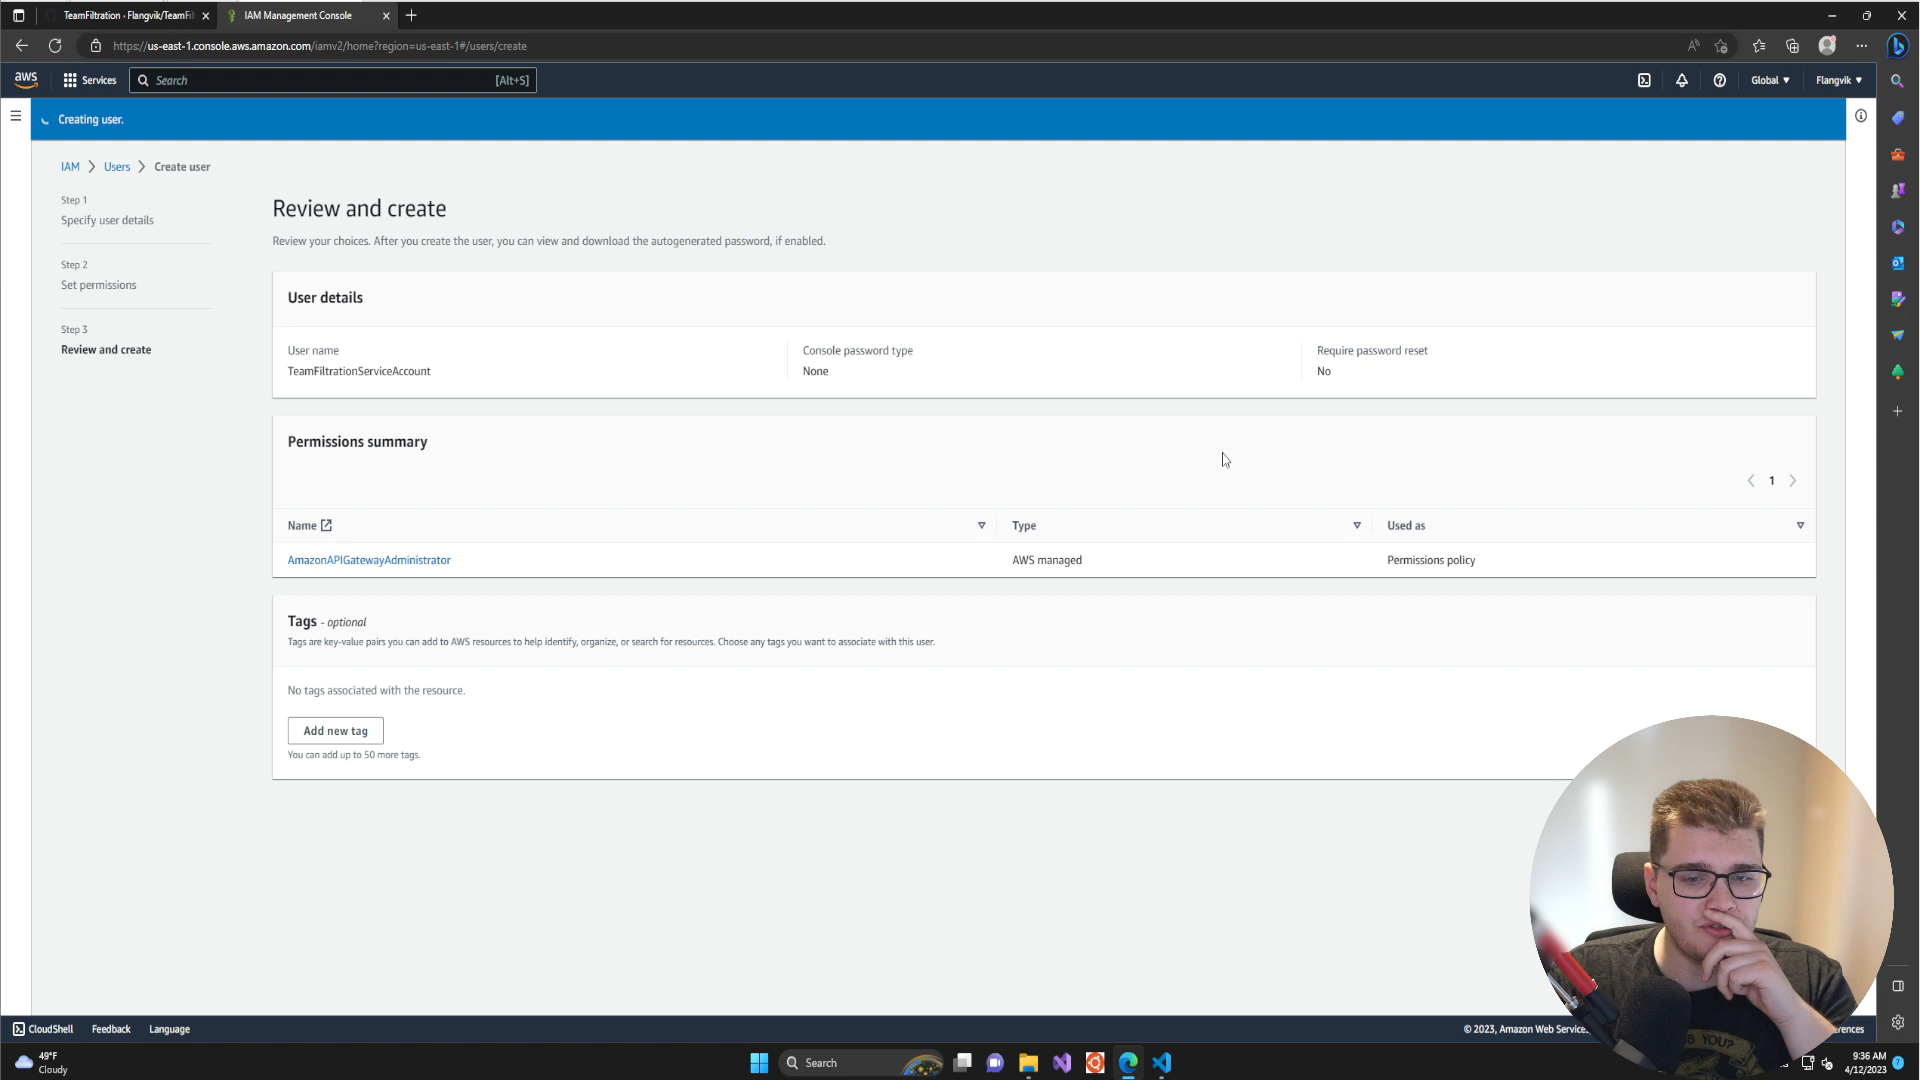 TeamFiltration · Flangvik/TeamFil
IAM Management Console
https://us-east-1.console.aws.amazon.com/iamv2/home?region=us-east-1#/users/create
aws
Services
Search
[Alt+S]
Global
Flangvik
Creating user.
IAM
Users
Create user
Step 1
Specify user details
Step 2
Set permissions
Step 3
Review and create
Review and create
Review your choices. After you create the user, you can view and download the autogenerated password, if enabled.
User details
User name
TeamFiltrationServiceAccount
Console password type
None
Require password reset
No
Permissions summary
1
Name
Type
Used as
AmazonAPIGatewayAdministrator
AWS managed
Permissions policy
Tags - optional
Tags are key-value pairs you can add to AWS resources to help identify, organize, or search for resources. Choose any tags you want to associate with this user.
No tags associated with the resource.
Add new tag
You can add up to 50 more tags.
CloudShell
Feedback
Language
© 2023, Amazon Web Services
erences
49°F
Cloudy
Search
YOU?
9:36 AM
4/12/2023
7